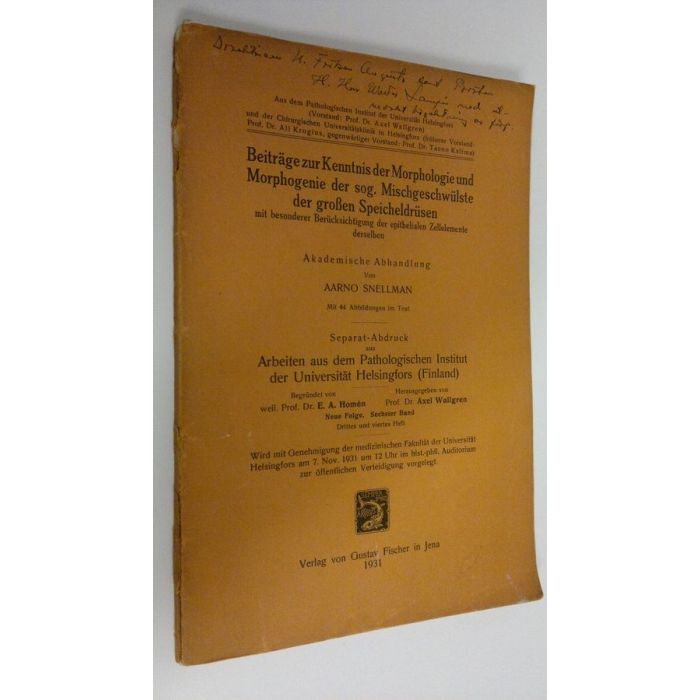 Aus dem Pathologischen Institut der Universität Helsingfors
(Vorstand: Prof. Dr. Axel Wallgren)
und der Chirurgischen Universitätsklinik in Helsingfors (früherer Vorstand:
Prof. Dr. Ali Krogius, gegenwärtiger Vorstand: Prof. Dr. Taeno Kalima)
Beiträge zur Kenntnis der Morphologie und
Morphogenie der sog. Mischgeschwülste
der großen Speicheldrüsen
mit besonderer Berücksichtigung der epithelialen Zellelemente
derselben
Akademische Abhandlung
Von
AARNO SNELLMAN
Mit 44 Abbildungen im Text
Separat-Abdruck
aus
Arbeiten aus dem Pathologischen Institut
der Universität Helsingfors (Finland)
Begründet von
weil. Prof. Dr. E. A. Homén
Herausgegeben von
Prof. Dr. Axel Wallgren
Neue Folge, Sechster Band
Drittes und viertes Heft
Wird mit Genehmigung der medizinischen Fakultät der Universität
Helsingfors am 7. Nov. 1931 um 12 Uhr im hist.-phil. Auditorium
zur öffentlichen Verteidigung vorgelegt.
Verlag von Gustav Fischer in Jena
1931